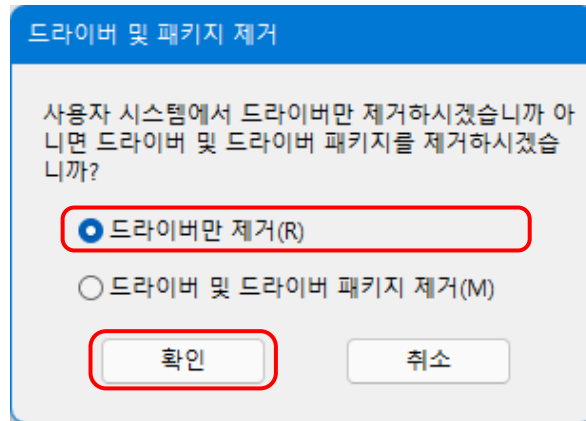 드라이버 및 패키지 제거
사용자 시스템에서 드라이버만 제거하시겠습니까 아
니면 드라이버 및 드라이버 패키지를 제거하시겠습
니까?
드라이버만 제거(R)
드라이버 및 드라이버 패키지 제거(M)
확인 취소